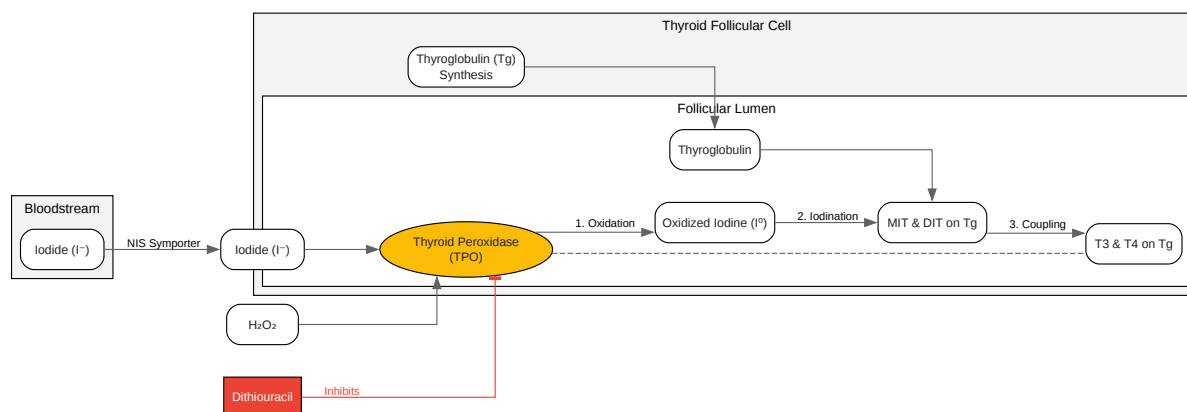 Thyroid Follicular Cell
Thyroglobulin (Tg)
Synthesis
Follicular Lumen
Thyroglobulin
Bloodstream
Iodide (I⁻)
NIS Symporter
Iodide (I⁻)
Thyroid Peroxidase
(TPO)
1. Oxidation
Oxidized Iodine (I⁰)
2. Iodination
MIT & DIT on Tg
3. Coupling
T3 & T4 on Tg
H₂O₂
Dithiouracil
Inhibits